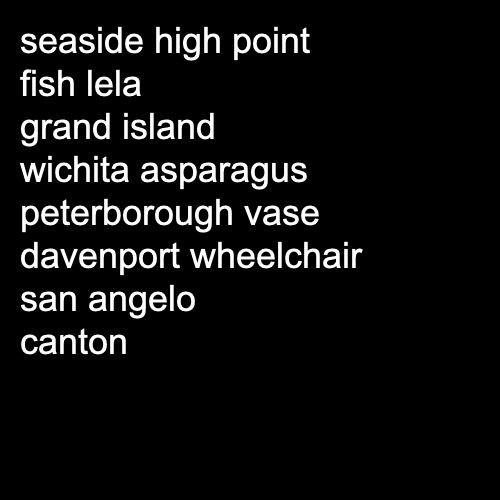 seaside high point
fish lela
grand island
wichita asparagus
peterborough vase
davenport wheelchair
san angelo
canton